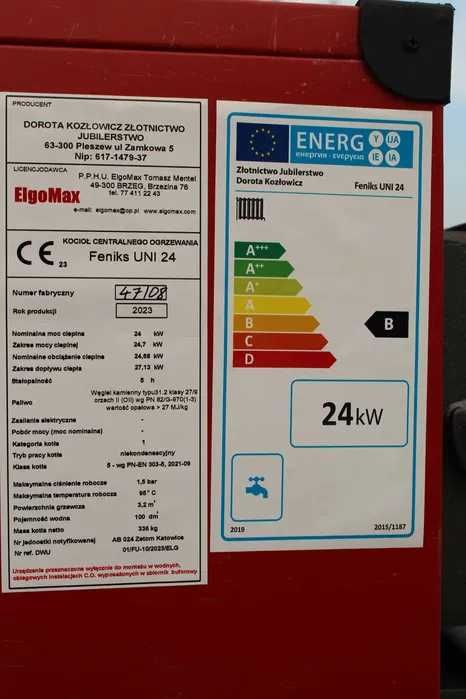 PRODUCENT
DOROTA KOZŁOWICZ ZŁOTNICTWO
JUBILERSTWO
63-300 Pleszew ul Zamkowa 5
Nip: 617-1479-37
LICENCJODAWCA
P.P.H.U. ElgoMax Tomasz Mentel
49-300 BRZEG, Brzezina 76
tel. 77 411 22 43
ElgoMax
e-mail: elgomax@op.pl www.elgomax.com
CE 23
KOCIOŁ CENTRALNEGO OGRZEWANIA
Feniks UNI 24
Numer fabryczny 47/08
Rok produkcji 2023
Nominalna moc cieplna 24 kW
Zakres mocy cieplnej 24,7 kW
Nominalne obciążenie cieplne 24,68 kW
Zakres dopływu ciepła 27,13 kW
Stałopalność 5 h
Węgiel kamienny typu31.2 klasy 27/9
Paliwo orzech II (OII) wg PN 82/G-970(1-3)
wartość opałowa > 27 MJ/kg
Zasilanie elektryczne -
Pobór mocy (moc nominalna) -
Kategoria kotła 1
Tryb pracy kotła niekondensacyjny
Klasa kotła 5 - wg PN-EN 303-5, 2021-09
Maksymalne ciśnienie robocze 1,5 bar
Maksymalna temperatura robocza 95°C
Powierzchnia grzewcza 3,2 m²
Pojemność wodna 100 dm³
Masa kotła netto 336 kg
Nr jednostki notyfikowanej AB 024 Zetom Katowice
Nr ref. DWU 01/FU-10/2023/ELG
Urządzenie przeznaczone wyłącznie do montażu w wodnych,
obiegowych instalacjach C.O. wyposażonych w zbiornik buforowy
ENERG Y UA
енергия · ενεργεια IE IA
Złotnictwo Jubilerstwo
Dorota Kozłowicz Feniks UNI 24
A+++
A++
A+
A
B
C
D
B
24 kW
2019 2015/1187